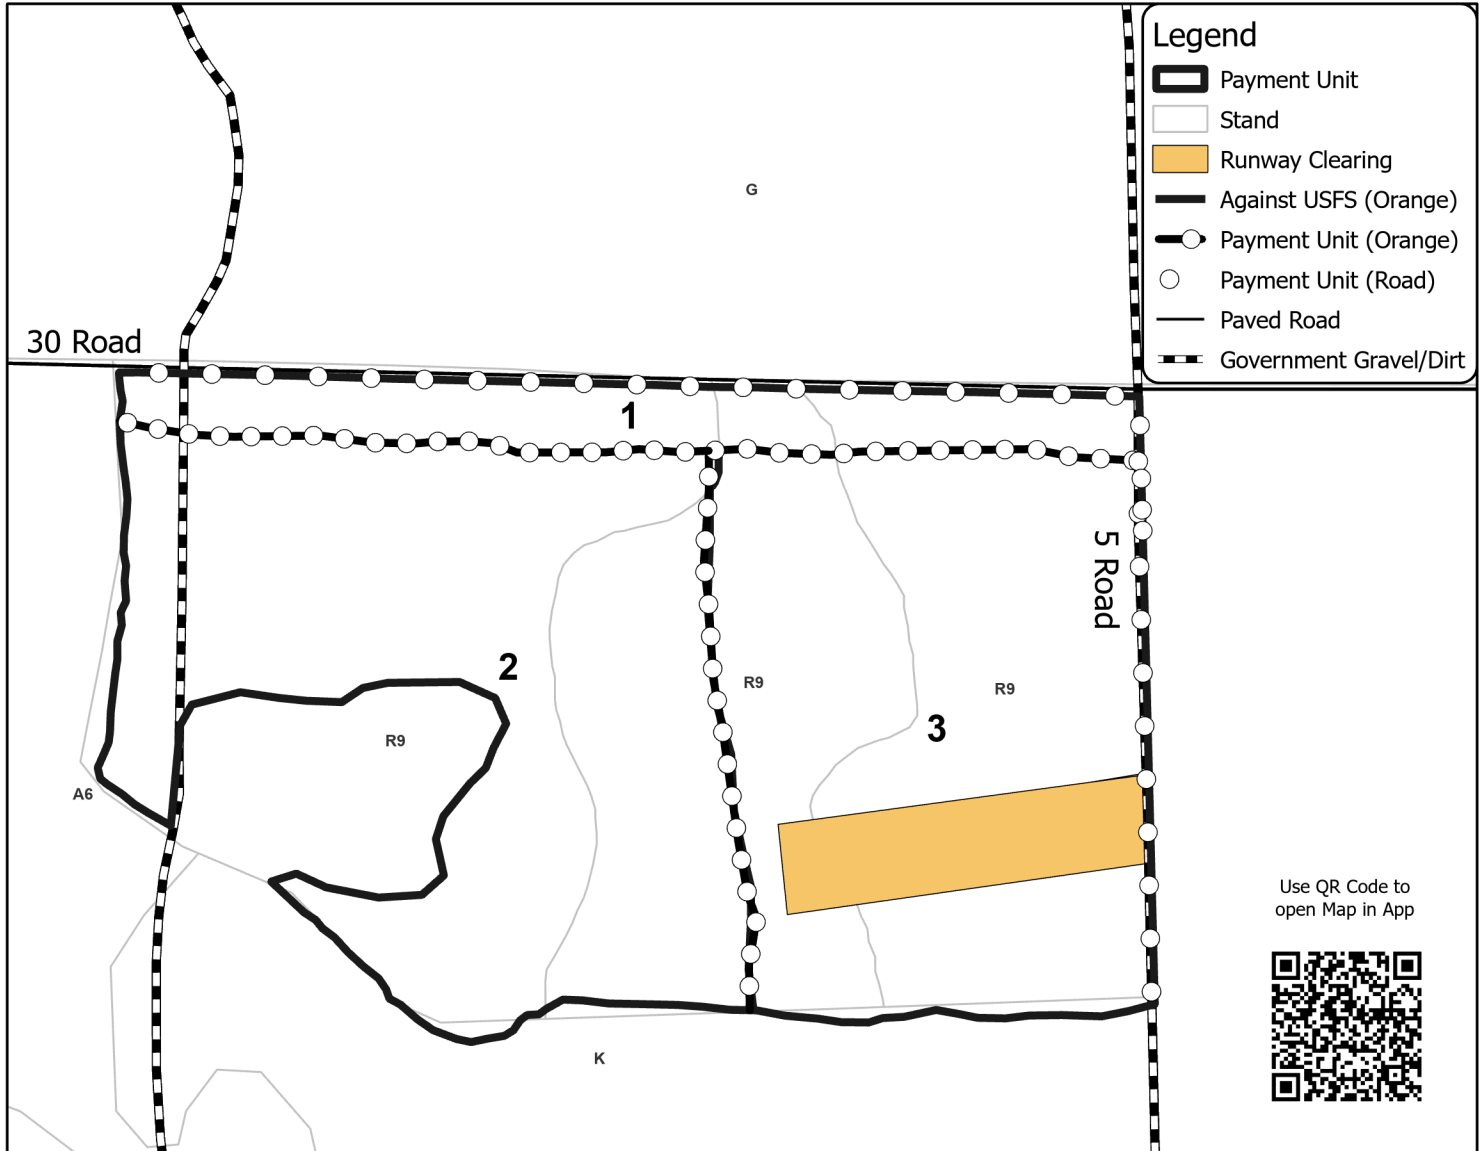 Legend
Payment Unit
Stand
Runway Clearing
Against USFS (Orange)
Payment Unit (Orange)
Payment Unit (Road)
Paved Road
Government Gravel/Dirt
G
30 Road
1
5 Road
2
R9
R9
3
R9
A6
K
Use QR Code to
open Map in App